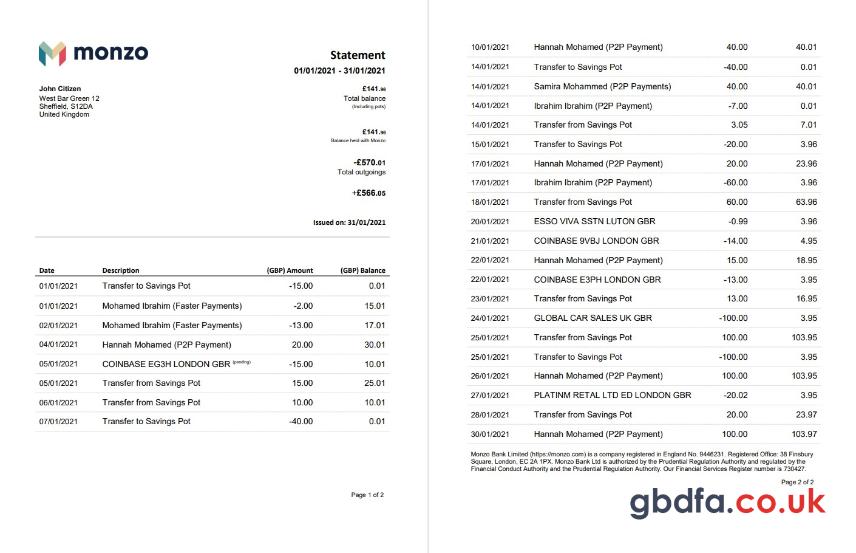 monzo
Statement
01/01/2021 - 31/01/2021
John Citizen
West Bar Green 12
Sheffield, S12DA
United Kingdom
£141.98
Total balance
(Including pots)
£141.98
Balance held with Monzo
-£570.01
Total outgoings
+£566.05
Issued on: 31/01/2021
Date Description (GBP) Amount (GBP) Balance
01/01/2021 Transfer to Savings Pot -15.00 0.01
01/01/2021 Mohamed Ibrahim (Faster Payments) -2.00 15.01
02/01/2021 Mohamed Ibrahim (Faster Payments) -13.00 17.01
04/01/2021 Hannah Mohamed (P2P Payment) 20.00 30.01
05/01/2021 COINBASE EG3H LONDON GBR (pending) -15.00 10.01
05/01/2021 Transfer from Savings Pot 15.00 25.01
06/01/2021 Transfer from Savings Pot 10.00 10.01
07/01/2021 Transfer to Savings Pot -40.00 0.01
Page 1 of 2
10/01/2021 Hannah Mohamed (P2P Payment) 40.00 40.01
14/01/2021 Transfer to Savings Pot -40.00 0.01
14/01/2021 Samira Mohammed (P2P Payments) 40.00 40.01
14/01/2021 Ibrahim Ibrahim (P2P Payment) -7.00 0.01
14/01/2021 Transfer from Savings Pot 3.05 7.01
15/01/2021 Transfer to Savings Pot -20.00 3.96
17/01/2021 Hannah Mohamed (P2P Payment) 20.00 23.96
17/01/2021 Ibrahim Ibrahim (P2P Payment) -60.00 3.96
18/01/2021 Transfer from Savings Pot 60.00 63.96
20/01/2021 ESSO VIVA SSTN LUTON GBR -0.99 3.96
21/01/2021 COINBASE 9VBJ LONDON GBR -14.00 4.95
22/01/2021 Hannah Mohamed (P2P Payment) 15.00 18.95
22/01/2021 COINBASE E3PH LONDON GBR -13.00 3.95
23/01/2021 Transfer from Savings Pot 13.00 16.95
24/01/2021 GLOBAL CAR SALES UK GBR -100.00 3.95
25/01/2021 Transfer from Savings Pot 100.00 103.95
25/01/2021 Transfer to Savings Pot -100.00 3.95
26/01/2021 Hannah Mohamed (P2P Payment) 100.00 103.95
27/01/2021 PLATINM RETAL LTD ED LONDON GBR -20.02 3.95
28/01/2021 Transfer from Savings Pot 20.00 23.97
30/01/2021 Hannah Mohamed (P2P Payment) 100.00 103.97
Monzo Bank Limited (https://monzo.com) is a company registered in England No. 9446231. Registered Office: 38 Finsbury
Square, London, EC 2A 1PX. Monzo Bank Ltd is authorized by the Prudential Regulation Authority and regulated by the
Financial Conduct Authority and the Prudential Regulation Authority. Our Financial Services Register number is 730427.
Page 2 of 2
gbdfa.co.uk